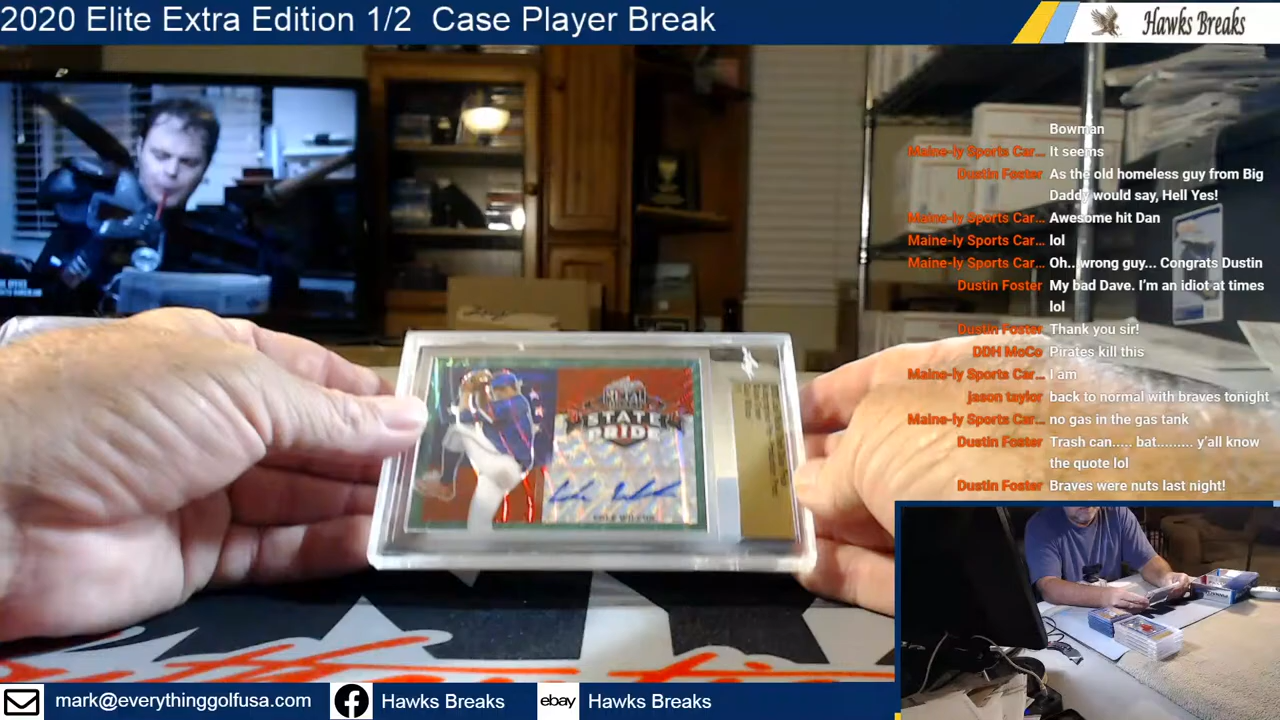 2020 Elite Extra Edition 1/2  Case Player Break
Hawks Breaks
Bowman
Maine-ly Sports Car... It seems
Dustin Foster As the old homeless guy from Big
Daddy would say, Hell Yes!
Maine-ly Sports Car... Awesome hit Dan
Maine-ly Sports Car... lol
Maine-ly Sports Car... Oh...wrong guy... Congrats Dustin
Dustin Foster My bad Dave. I'm an idiot at times
lol
Dustin Foster Thank you sir!
DDH MoCo Pirates kill this
Maine-ly Sports Car... I am
jason taylor back to normal with braves tonight
Maine-ly Sports Car... no gas in the gas tank
Dustin Foster Trash can..... bat......... y'all know
the quote lol
Dustin Foster Braves were nuts last night!
STATE
PRIDE
mark@everythinggolfusa.com
Hawks Breaks
ebay
Hawks Breaks